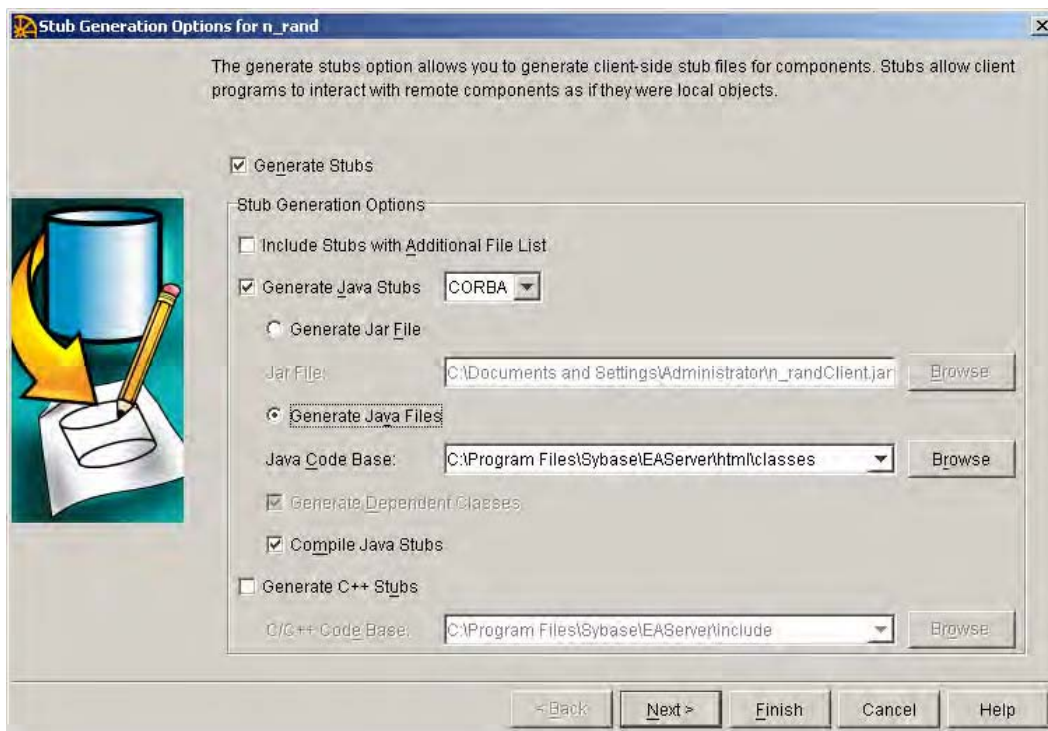 Stub Generation Options for n_rand
The generate stubs option allows you to generate client-side stub files for components. Stubs allow client
programs to interact with remote components as if they were local objects.
Generate Stubs
Stub Generation Options
Include Stubs with Additional File List
Generate Java Stubs CORBA
Generate Jar File
Jar File: C:\Documents and Settings\Administrator\n_randClient.jar Browse
Generate Java Files
Java Code Base: C:\Program Files\Sybase\EAServer\html\classes Browse
Generate Dependent Classes
Compile Java Stubs
Generate C++ Stubs
C/C++ Code Base: C:\Program Files\Sybase\EAServer\include Browse
< Back Next > Finish Cancel Help